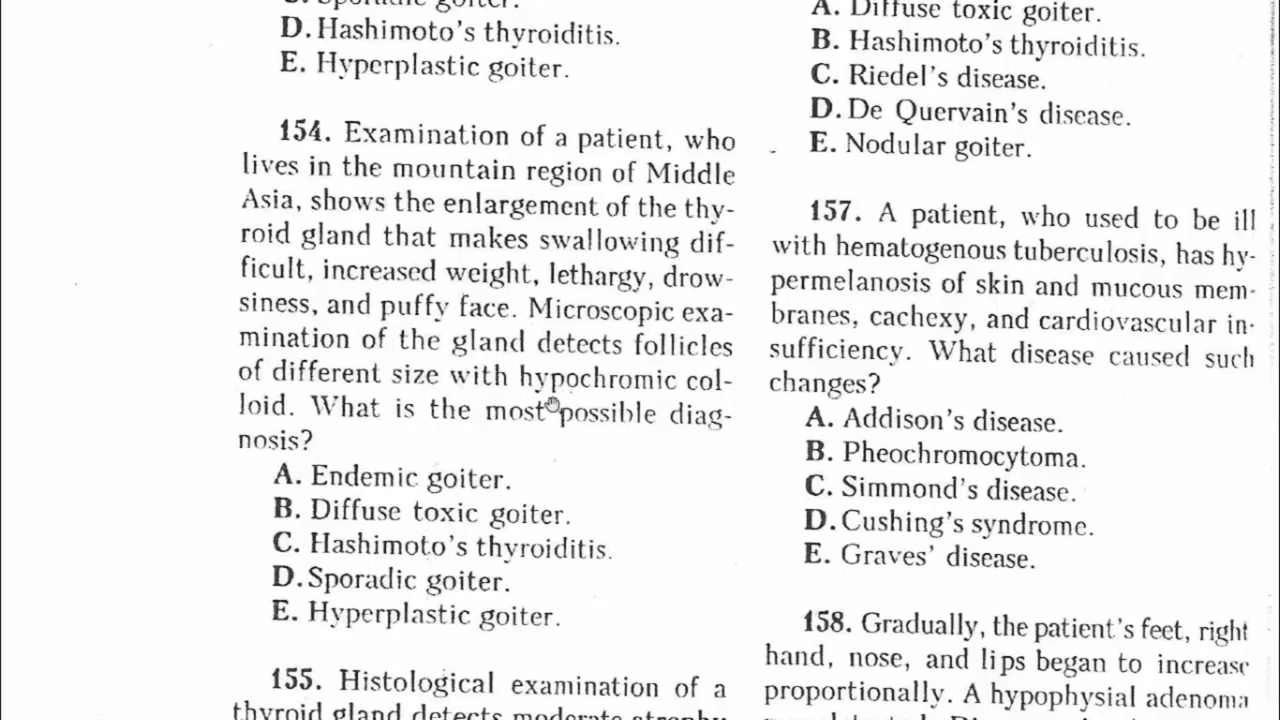 D. Hashimoto's thyroiditis.
E. Hyperplastic goiter.
154. Examination of a patient, who
lives in the mountain region of Middle
Asia, shows the enlargement of the thy-
roid gland that makes swallowing dif-
ficult, increased weight, lethargy, drow-
siness, and puffy face. Microscopic exa-
mination of the gland detects follicles
of different size with hypochromic col-
loid. What is the most possible diag-
nosis?
A. Endemic goiter.
B. Diffuse toxic goiter.
C. Hashimoto's thyroiditis.
D. Sporadic goiter.
E. Hyperplastic goiter.
155. Histological examination of a
thyroid gland detects moderate atrophy
A. Diffuse toxic goiter.
B. Hashimoto's thyroiditis.
C. Riedel's disease.
D. De Quervain's disease.
E. Nodular goiter.
157. A patient, who used to be ill
with hematogenous tuberculosis, has hy-
permelanosis of skin and mucous mem-
branes, cachexy, and cardiovascular in-
sufficiency. What disease caused such
changes?
A. Addison's disease.
B. Pheochromocytoma.
C. Simmond's disease.
D. Cushing's syndrome.
E. Graves' disease.
158. Gradually, the patient's feet, right
hand, nose, and lips began to increase
proportionally. A hypophysial adenoma